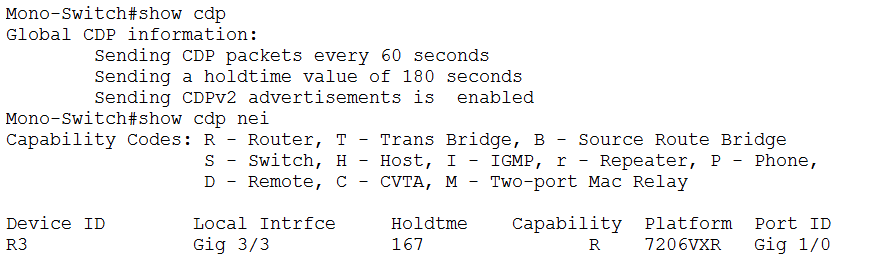 Mono-Switch#show cdp
Global CDP information:
        Sending CDP packets every 60 seconds
        Sending a holdtime value of 180 seconds
        Sending CDPv2 advertisements is  enabled
Mono-Switch#show cdp nei
Capability Codes: R - Router, T - Trans Bridge, B - Source Route Bridge
                  S - Switch, H - Host, I - IGMP, r - Repeater, P - Phone,
                  D - Remote, C - CVTA, M - Two-port Mac Relay

Device ID        Local Intrfce     Holdtme    Capability  Platform  Port ID
R3               Gig 3/3           167               R    7206VXR   Gig 1/0